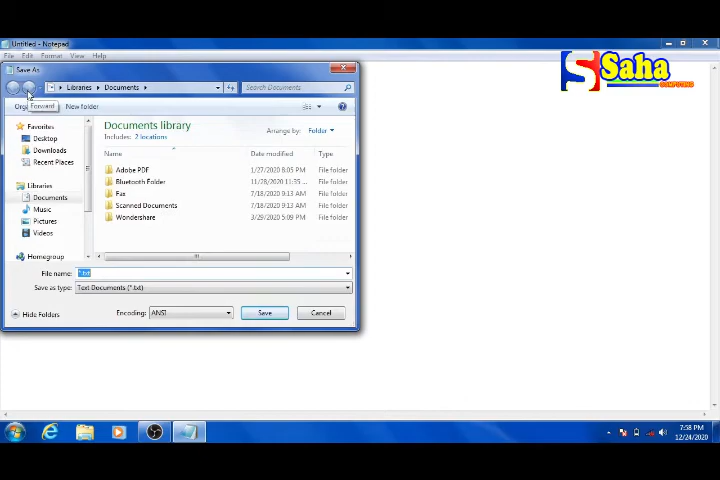 Untitled - Notepad
File Edit Format View Help
Saha
COMPUTING
Save As
Libraries Documents
Search Documents
Forward
New folder
Favorites
Desktop
Downloads
Recent Places
Libraries
Documents
Music
Pictures
Videos
Homegroup
Documents library
Includes: 2 locations
Arrange by: Folder
Name Date modified Type
Adobe PDF 1/27/2020 8:05 PM File folder
Bluetooth Folder 11/28/2020 11:35 ... File folder
Fax 7/18/2020 9:13 AM File folder
Scanned Documents 7/18/2020 9:13 AM File folder
Wondershare 3/29/2020 5:09 PM File folder
File name: *.txt
Save as type: Text Documents (*.txt)
Hide Folders
Encoding: ANSI
Save
Cancel
7:58 PM
12/24/2020